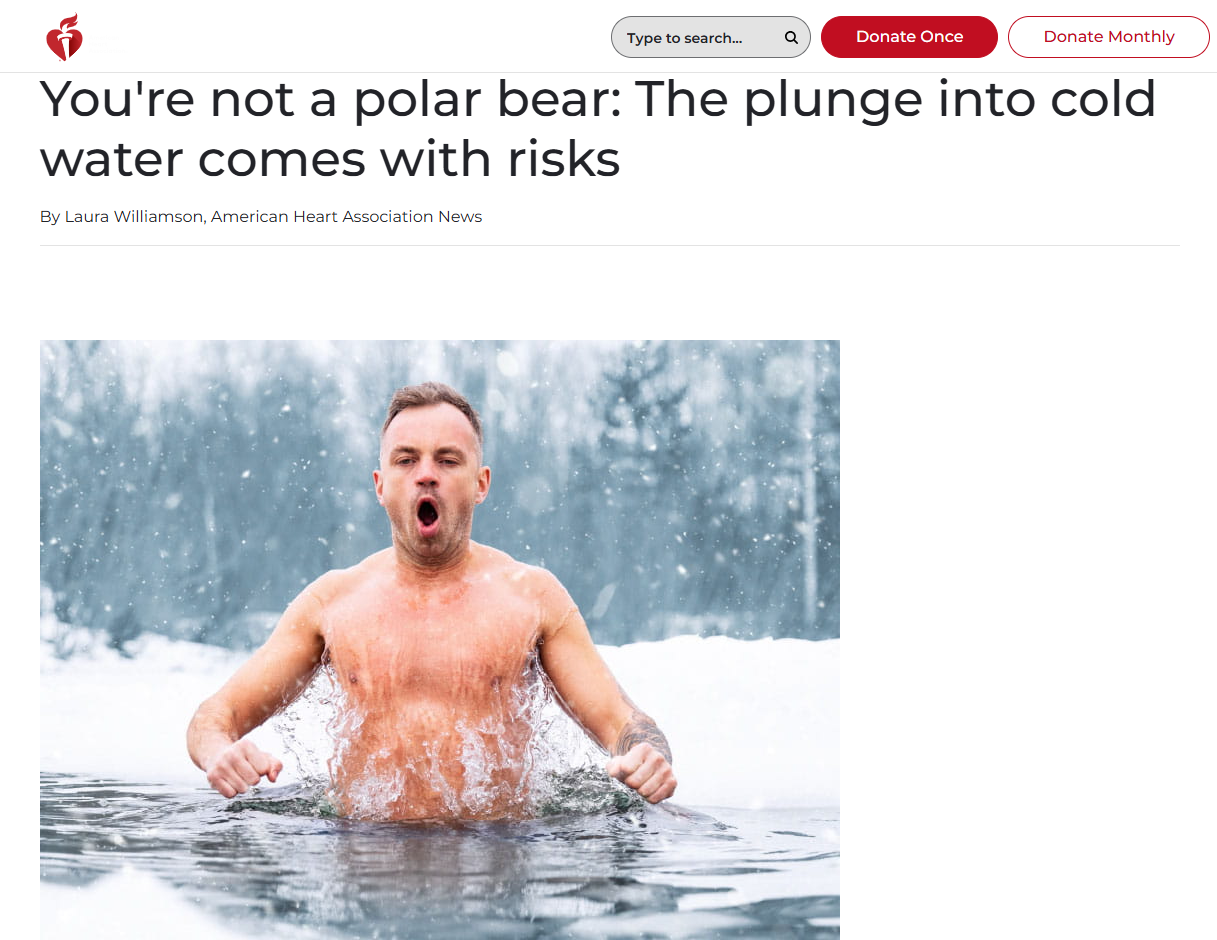 Type to search...
Donate Once
Donate Monthly
You're not a polar bear: The plunge into cold
water comes with risks
By Laura Williamson, American Heart Association News